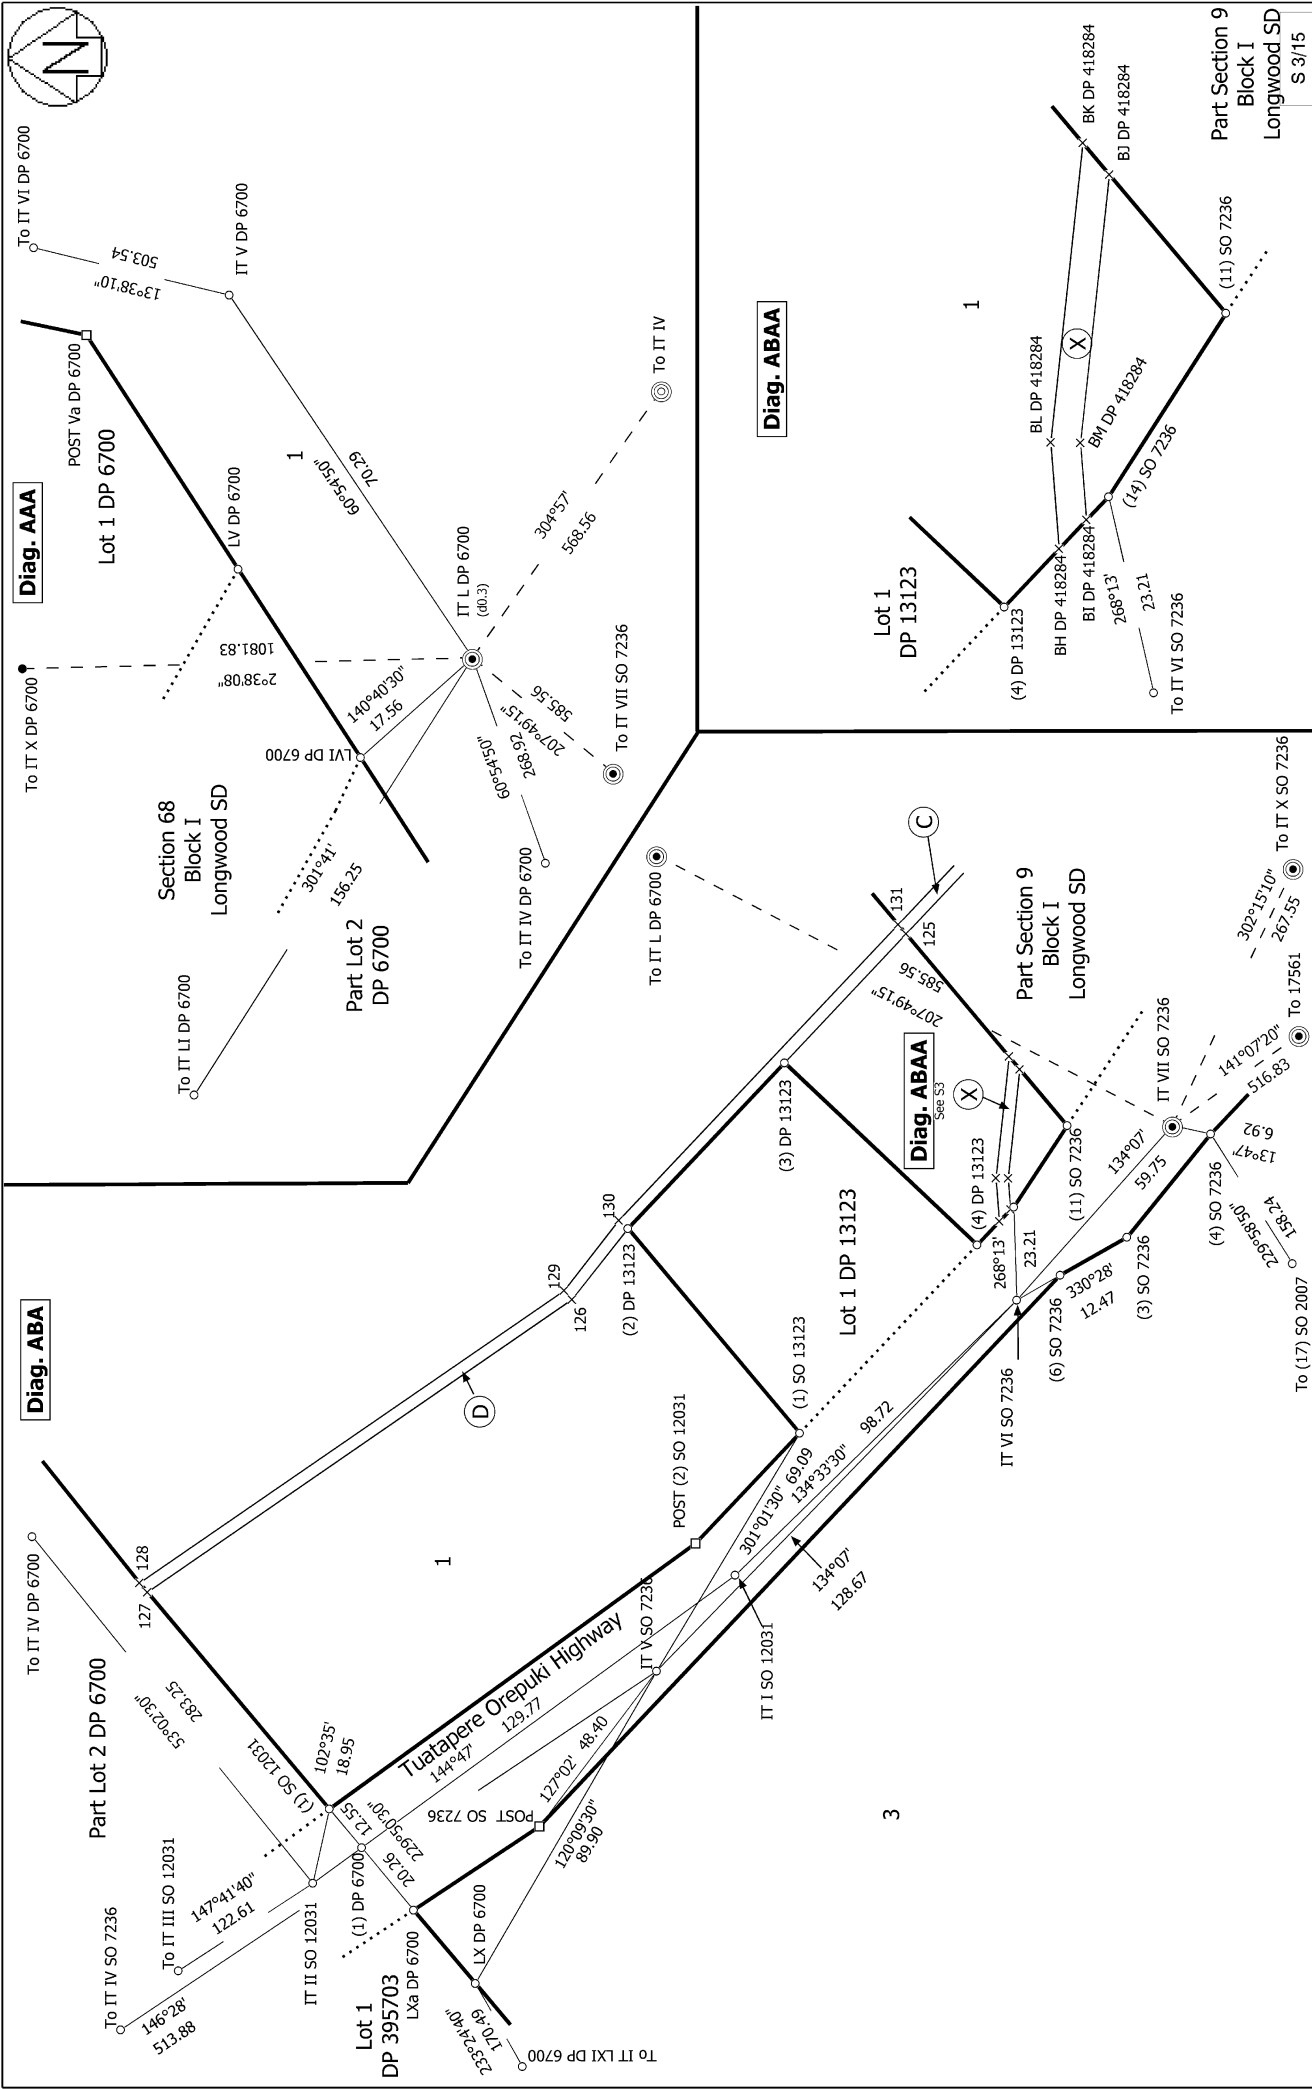 N
Diag. AAA
To IT VI DP 6700
503.54
13°38'10"
IT V DP 6700
POST Va DP 6700
Lot 1 DP 6700
LV DP 6700
1
70.29
60°54'50"
To IT X DP 6700
1081.83
2°38'08"
IT L DP 6700
(d0.3)
304°57'
568.56
To IT IV
140°40'30"
17.56
LVI DP 6700
207°49'15"
585.56
To IT VII SO 7236
60°54'50"
268.92
To IT IV DP 6700
Section 68
Block I
Longwood SD
301°41'
156.25
Part Lot 2
DP 6700
To IT LI DP 6700
Diag. ABAA
BK DP 418284
BJ DP 418284
BL DP 418284
BM DP 418284
X
1
Lot 1
DP 13123
(4) DP 13123
BH DP 418284
BI DP 418284
268°13'
23.21
To IT VI SO 7236
(14) SO 7236
(11) SO 7236
Part Section 9
Block I
Longwood SD
S 3/15
Diag. ABA
To IT IV DP 6700
Part Lot 2 DP 6700
283.25
53°02'30"
127
128
D
129
126
130
(2) DP 13123
1
To IT L DP 6700
C
131
125
585.56
207°49'15"
(3) DP 13123
Diag. ABAA
See S3
X
Part Section 9
Block I
Longwood SD
Lot 1 DP 13123
(4) DP 13123
268°13'
23.21
(11) SO 7236
134°07'
59.75
IT VII SO 7236
302°15'10"
267.55
To IT X SO 7236
141°07'20"
516.83
To 17561
6.92
13°47'
(4) SO 7236
229°58'50"
158.24
To (17) SO 2007
(3) SO 7236
330°28'
12.47
(6) SO 7236
IT VI SO 7236
(1) SO 13123
POST (2) SO 12031
98.72
134°33'30"
69.09
301°01'30"
134°07'
128.67
IT I SO 12031
IT V SO 7236
Tuatapere Orepuki Highway
144°47'
129.77
127°02'
48.40
POST SO 7236
120°09'30"
89.90
(1) SO 12031
102°35'
18.95
12.55
229°50'30"
20.26
(1) DP 6700
LXa DP 6700
LX DP 6700
IT II SO 12031
147°41'40"
122.61
To IT III SO 12031
To IT IV SO 7236
146°28'
513.88
Lot 1
DP 395703
233°24'40"
170.49
To IT LXI DP 6700
3